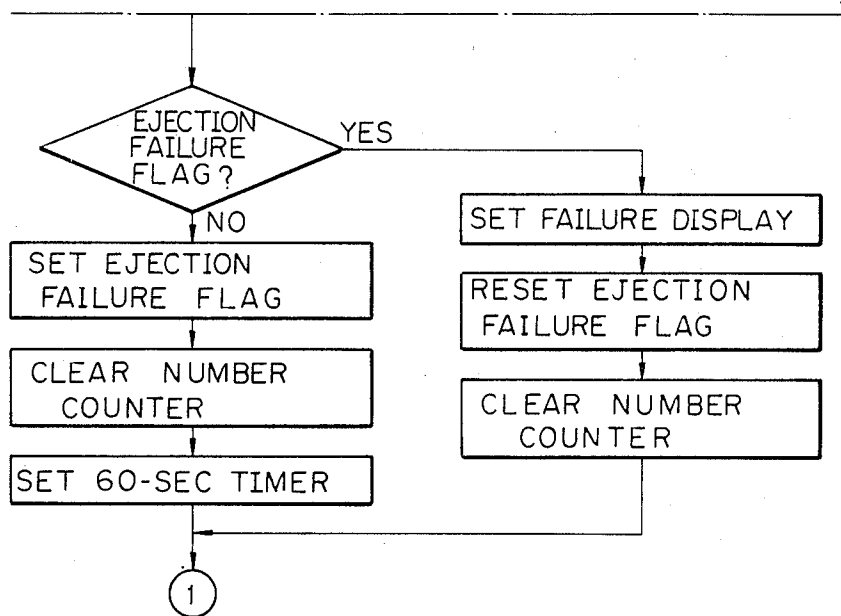 EJECTION
FAILURE
FLAG?
YES
NO
SET EJECTION
FAILURE FLAG
CLEAR NUMBER
COUNTER
SET 60-SEC TIMER
SET FAILURE DISPLAY
RESET EJECTION
FAILURE FLAG
CLEAR NUMBER
COUNTER
1